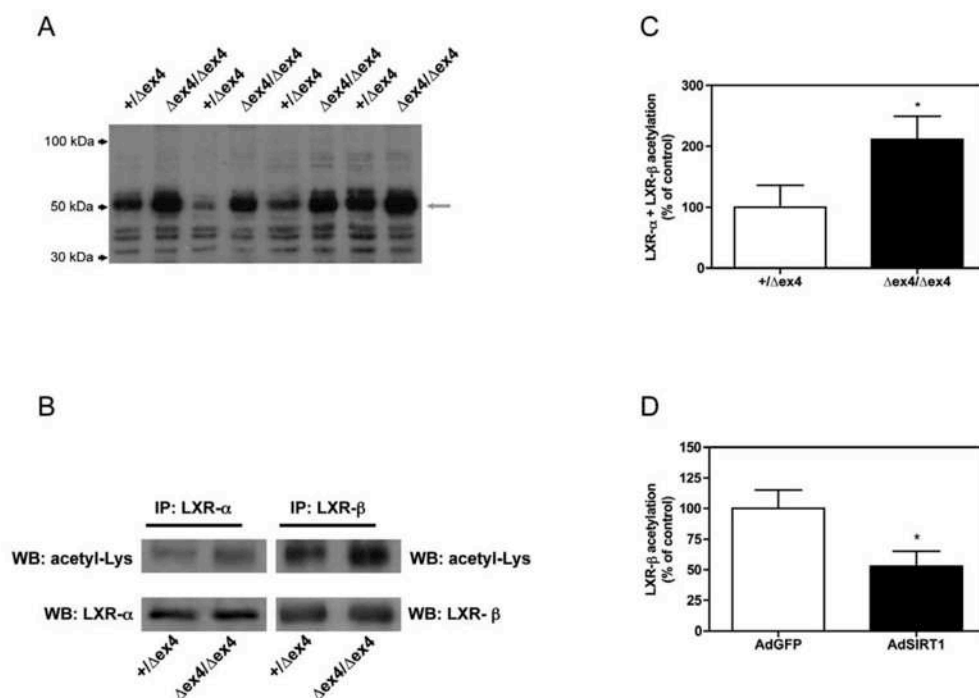 A
+/Δex4
Δex4/Δex4
+/Δex4
Δex4/Δex4
+/Δex4
Δex4/Δex4
+/Δex4
Δex4/Δex4
100 kDa
50 kDa
30 kDa
B
IP: LXR-α
IP: LXR-β
WB: acetyl-Lys
WB: acetyl-Lys
WB: LXR-α
WB: LXR- β
+/Δex4
Δex4/Δex4
+/Δex4
Δex4/Δex4
C
LXR-α + LXR-β acetylation
(% of control)
300
200
100
0
*
+/Δex4
Δex4/Δex4
D
LXR-β acetylation
(% of control)
150
125
100
75
50
25
0
*
AdGFP
AdSIRT1